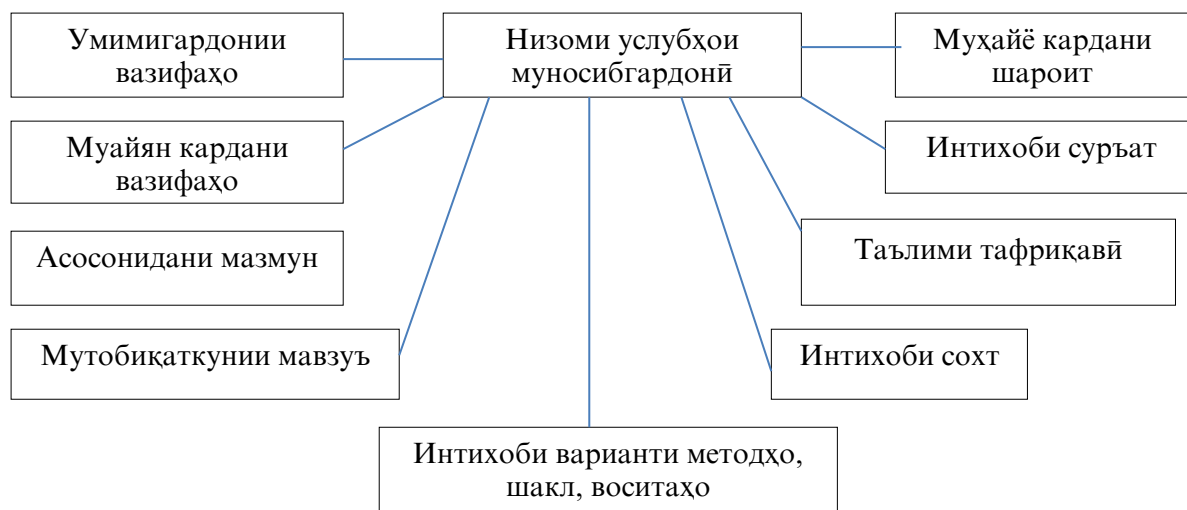 Умимигардонии
вазифаҳо
Низоми услубҳои
муносибгардонӣ
Муҳайё кардани
шароит
Муайян кардани
вазифаҳо
Интихоби суръат
Асосонидани мазмун
Таълими тафриқавӣ
Мутобиқаткунии мавзуъ
Интихоби сохт
Интихоби варианти методҳо,
шакл, воситаҳо